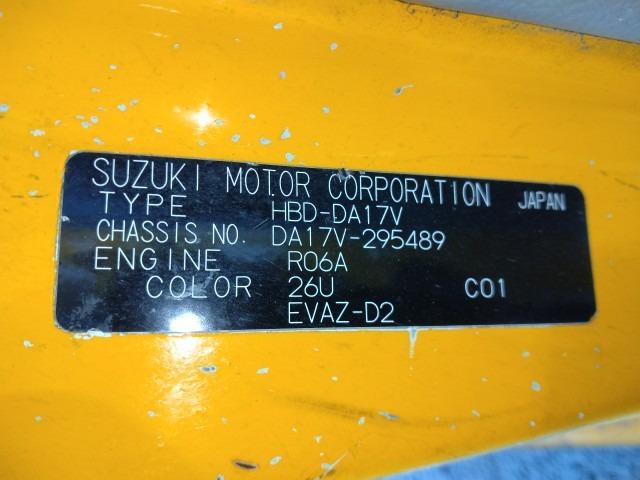 SUZUKI MOTOR CORPORATION JAPAN
TYPE HBD-DA17V
CHASSIS NO. DA17V-295489
ENGINE R06A
COLOR 26U C01
EVAZ-D2